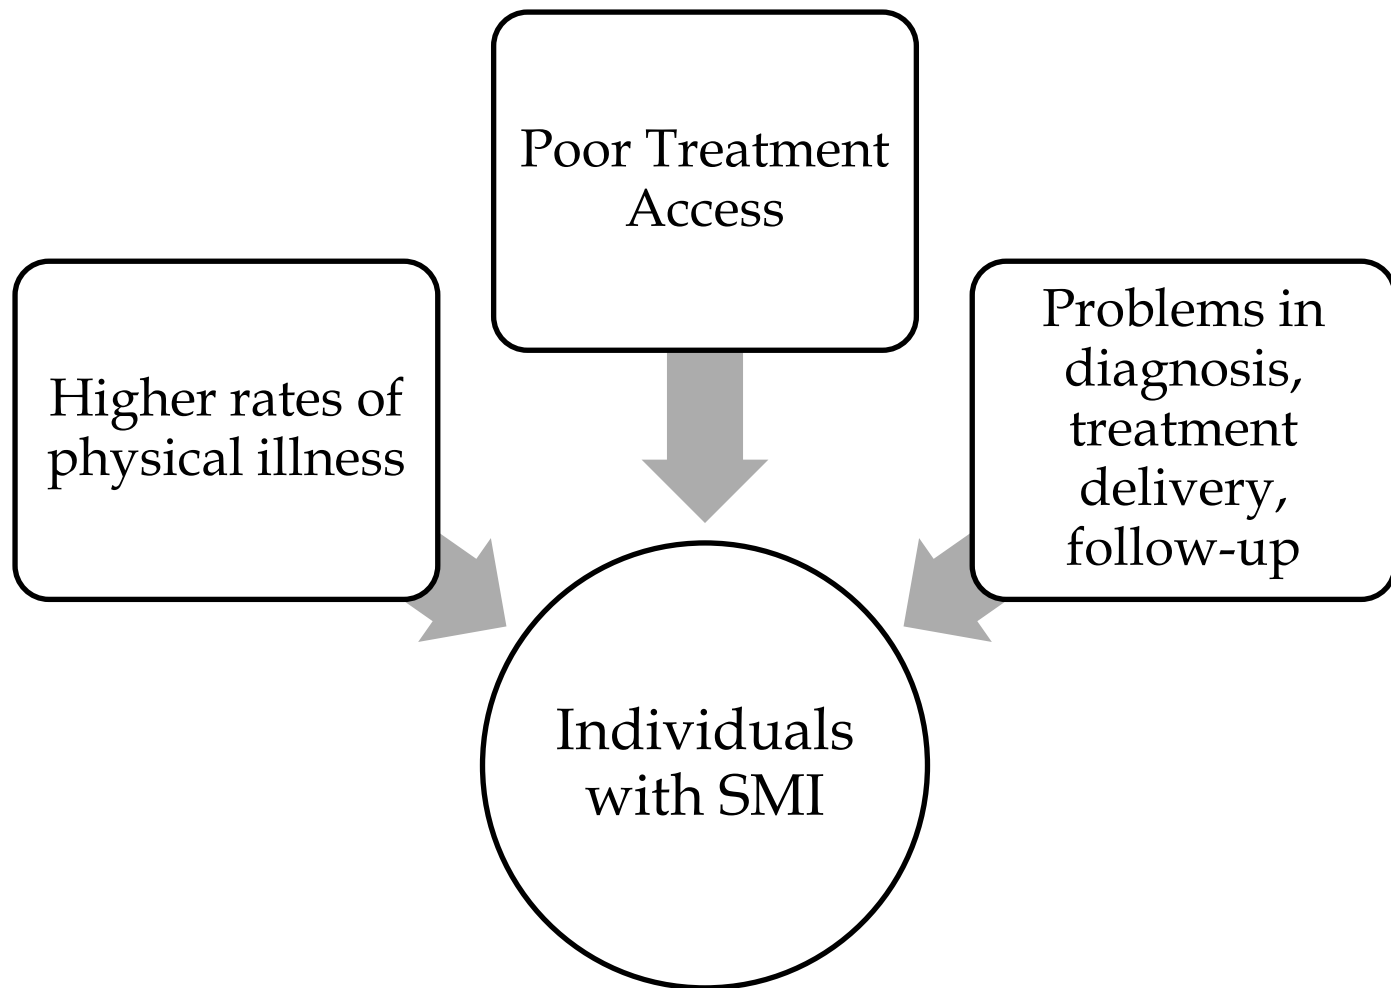 Poor Treatment
Access
Higher rates of
physical illness
Problems in
diagnosis,
treatment
delivery,
follow-up
Individuals
with SMI